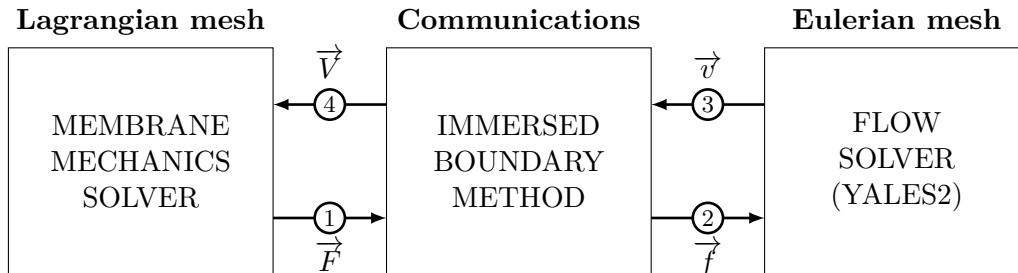 Lagrangian mesh
Communications
Eulerian mesh
MEMBRANE
MECHANICS
SOLVER
V
4
1
F
IMMERSED
BOUNDARY
METHOD
v
3
2
f
FLOW
SOLVER
(YALES2)